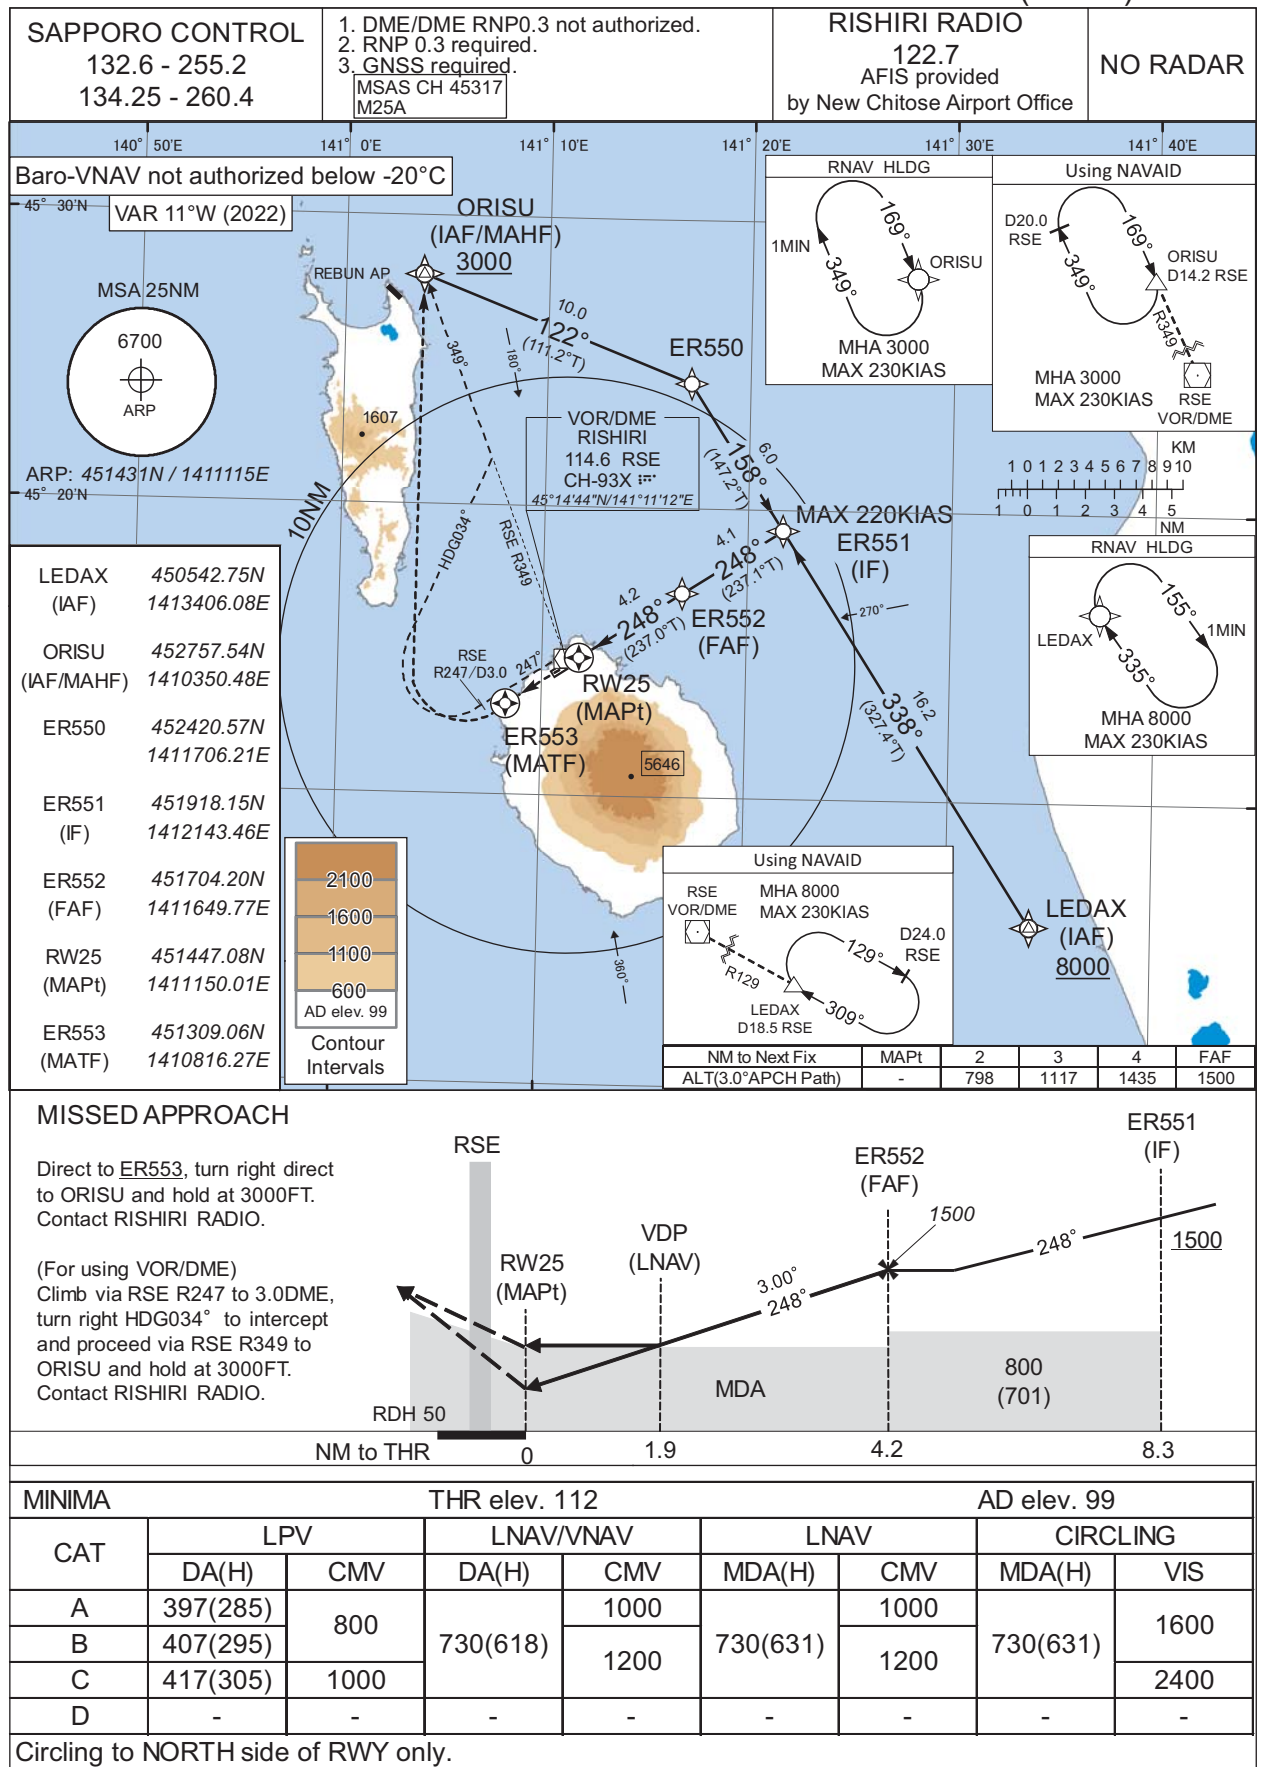 SAPPORO CONTROL
132.6 - 255.2
134.25 - 260.4
1. DME/DME RNP0.3 not authorized.
2. RNP 0.3 required.
3. GNSS required.
MSAS CH 45317
M25A
RISHIRI RADIO
122.7
AFIS provided
by New Chitose Airport Office
NO RADAR
140° 50'E
141° 0'E
141° 10'E
141° 20'E
141° 30'E
141° 40'E
Baro-VNAV not authorized below -20°C
45° 30'N
VAR 11°W (2022)
MSA 25NM
6700
ARP
ARP: 451431N / 1411115E
45° 20'N
ORISU
(IAF/MAHF)
3000
REBUN AP
1607
10.0
122°
(111.2°T)
349°
180°
ER550
VOR/DME
RISHIRI
114.6 RSE
CH-93X
45°14'44"N/141°11'12"E
6.0
158°
(147.2°T)
10NM
HDG034°
RSE R349
MAX 220KIAS
ER551
(IF)
4.1
248°
(237.1°T)
ER552
(FAF)
4.2
248°
(237.0°T)
270°
RSE
R247/D3.0
247°
RW25
(MAPt)
ER553
(MATF)
5646
16.2
338°
(327.4°T)
360°
LEDAX
(IAF)
8000
RNAV HLDG
169°
1MIN
349°
ORISU
MHA 3000
MAX 230KIAS
Using NAVAID
D20.0
RSE
169°
349°
ORISU
D14.2 RSE
R349
MHA 3000
MAX 230KIAS
RSE
VOR/DME
KM
1 0 1 2 3 4 5 6 7 8 9 10
1 0 1 2 3 4 5
NM
RNAV HLDG
155°
1MIN
LEDAX
335°
MHA 8000
MAX 230KIAS
LEDAX 450542.75N
(IAF) 1413406.08E
ORISU 452757.54N
(IAF/MAHF) 1410350.48E
ER550 452420.57N
1411706.21E
ER551 451918.15N
(IF) 1412143.46E
ER552 451704.20N
(FAF) 1411649.77E
RW25 451447.08N
(MAPt) 1411150.01E
ER553 451309.06N
(MATF) 1410816.27E
2100
1600
1100
600
AD elev. 99
Contour
Intervals
Using NAVAID
RSE
VOR/DME
MHA 8000
MAX 230KIAS
129°
D24.0
RSE
R129
LEDAX
D18.5 RSE
309°
NM to Next Fix MAPt 2 3 4 FAF
ALT(3.0°APCH Path) - 798 1117 1435 1500
MISSED APPROACH
Direct to ER553, turn right direct
to ORISU and hold at 3000FT.
Contact RISHIRI RADIO.
(For using VOR/DME)
Climb via RSE R247 to 3.0DME,
turn right HDG034° to intercept
and proceed via RSE R349 to
ORISU and hold at 3000FT.
Contact RISHIRI RADIO.
RSE
RW25
(MAPt)
VDP
(LNAV)
ER552
(FAF)
1500
ER551
(IF)
1500
248°
3.00°
248°
MDA
800
(701)
RDH 50
NM to THR 0 1.9 4.2 8.3
MINIMA THR elev. 112 AD elev. 99
CAT LPV LNAV/VNAV LNAV CIRCLING
DA(H) CMV DA(H) CMV MDA(H) CMV MDA(H) VIS
A 397(285) 800 730(618) 1000 730(631) 1000 730(631) 1600
B 407(295) 1200 1200
C 417(305) 1000 2400
D - - - - - - - -
Circling to NORTH side of RWY only.